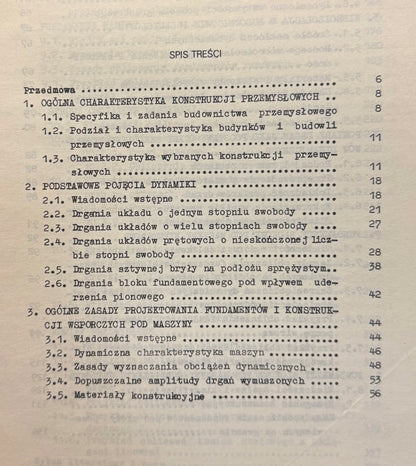 SPIS TREŚCI
Przedmowa ........................................ 6
1. OGÓLNA CHARAKTERYSTYKA KONSTRUKCJI PRZEMYSŁOWYCH .. 8
1.1. Specyfika i zadania budownictwa przemysłowego 8
1.2. Podział i charakterystyka budynków i budowli
przemysłowych ............................... 11
1.3. Charakterystyka wybranych konstrukcji przemy-
słowych ..................................... 11
2. PODSTAWOWE POJĘCIA DYNAMIKI .................... 18
2.1. Wiadomości wstępne .......................... 18
2.2. Drgania układu o jednym stopniu swobody ..... 21
2.3. Drgania układów o wielu stopniach swobody ... 27
2.4. Drgania układów prętowych o nieskończonej licz-
bie stopni swobody .......................... 28
2.5. Drgania sztywnej bryły na podłożu sprężystym.. 38
2.6. Drgania bloku fundamentowego pod wpływem ude-
rzenia pionowego ............................ 42
3. OGÓLNE ZASADY PROJEKTOWANIA FUNDAMENTÓW I KONSTRUK-
CJI WSPORCZYCH POD MASZYNY ..................... 44
3.1. Wiadomości wstępne .......................... 44
3.2. Dynamiczna charakterystyka maszyn ........... 46
3.3. Zasady wyznaczania obciążeń dynamicznych .... 48
3.4. Dopuszczalne amplitudy drgań wymuszonych .... 53
3.5. Materiały konstrukcyjne ..................... 56